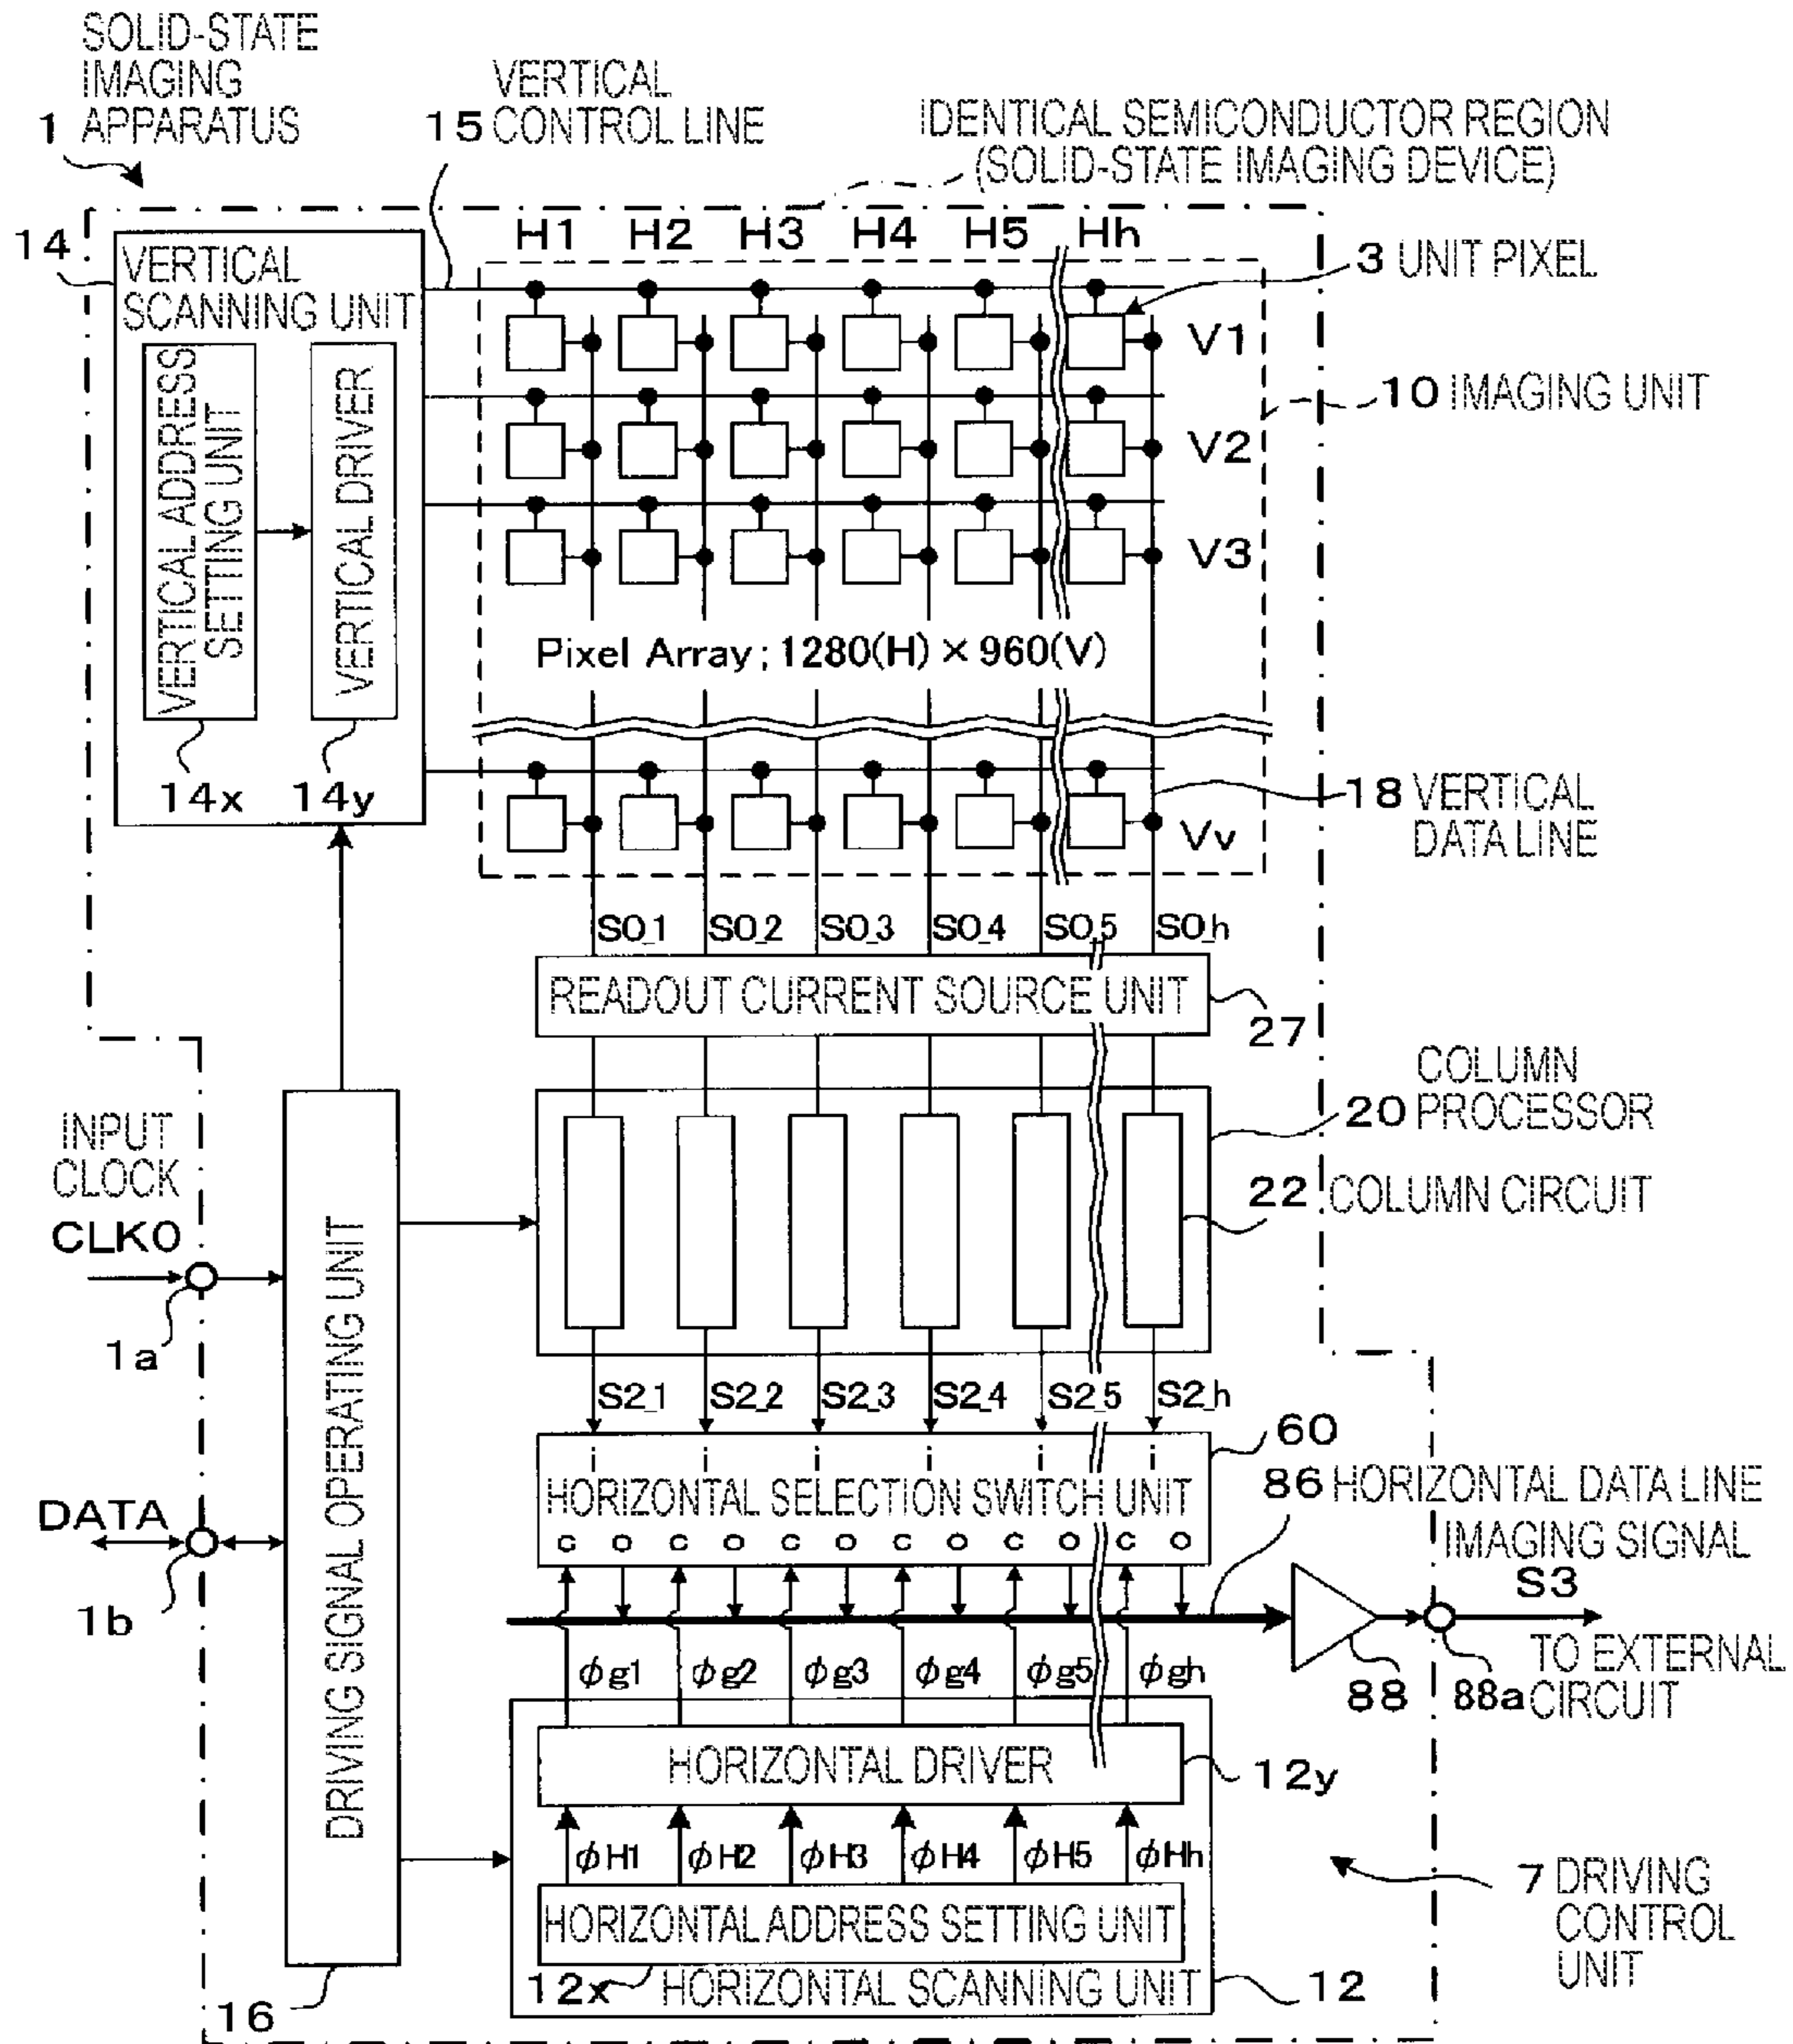 SOLID-STATE
IMAGING
1 APPARATUS
VERTICAL
15 CONTROL LINE
IDENTICAL SEMICONDUCTOR REGION
(SOLID-STATE IMAGING DEVICE)
14
VERTICAL
SCANNING UNIT
H1 H2 H3 H4 H5 Hh
3 UNIT PIXEL
V1
10 IMAGING UNIT
V2
V3
VERTICAL ADDRESS
SETTING UNIT
VERTICAL DRIVER
Pixel Array; 1280(H) × 960(V)
14x 14y
18 VERTICAL
DATA LINE
Vv
S0_1 S0_2 S0_3 S0_4 S0_5 S0_h
READOUT CURRENT SOURCE UNIT
27
COLUMN
20 PROCESSOR
22 COLUMN CIRCUIT
INPUT
CLOCK
CLK0
1a
DRIVING SIGNAL OPERATING UNIT
S2_1 S2_2 S2_3 S2_4 S2_5 S2_h
60
i i i i i i
HORIZONTAL SELECTION SWITCH UNIT
c o c o c o c o c o c o
86 HORIZONTAL DATA LINE
DATA
1b
IMAGING SIGNAL
S3
TO EXTERNAL
CIRCUIT
88
88a
ϕg1 ϕg2 ϕg3 ϕg4 ϕg5 ϕgh
HORIZONTAL DRIVER
12y
ϕH1 ϕH2 ϕH3 ϕH4 ϕH5 ϕHh
HORIZONTAL ADDRESS SETTING UNIT
12x
HORIZONTAL SCANNING UNIT
12
7 DRIVING
CONTROL
UNIT
16